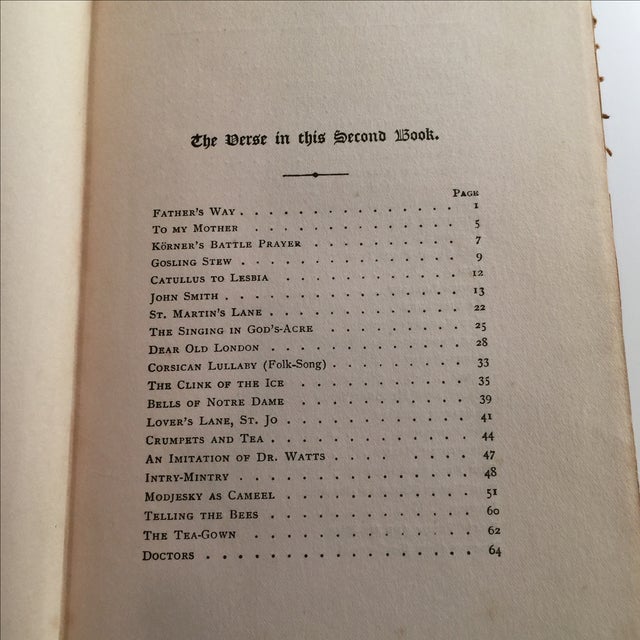 The Verse in this Second Book.
PAGE
FATHER'S WAY . . . . . . . . . . . . . . . 1
TO MY MOTHER . . . . . . . . . . . . . . 5
KÖRNER'S BATTLE PRAYER . . . . . . . . . . 7
GOSLING STEW . . . . . . . . . . . . . . . 9
CATULLUS TO LESBIA . . . . . . . . . . . . 12
JOHN SMITH . . . . . . . . . . . . . . . . 13
ST. MARTIN'S LANE . . . . . . . . . . . . . 22
THE SINGING IN GOD'S-ACRE . . . . . . . . . 25
DEAR OLD LONDON . . . . . . . . . . . . . 28
CORSICAN LULLABY (Folk-Song) . . . . . . . . . 33
THE CLINK OF THE ICE . . . . . . . . . . . 35
BELLS OF NOTRE DAME . . . . . . . . . . . 39
LOVER'S LANE, ST. JO . . . . . . . . . . . . 41
CRUMPETS AND TEA . . . . . . . . . . . . . 44
AN IMITATION OF DR. WATTS . . . . . . . . 47
INTRY-MINTRY . . . . . . . . . . . . . . . 48
MODJESKY AS CAMEEL . . . . . . . . . . . . 51
TELLING THE BEES . . . . . . . . . . . . . 60
THE TEA-GOWN . . . . . . . . . . . . . . 62
DOCTORS . . . . . . . . . . . . . . . . . 64